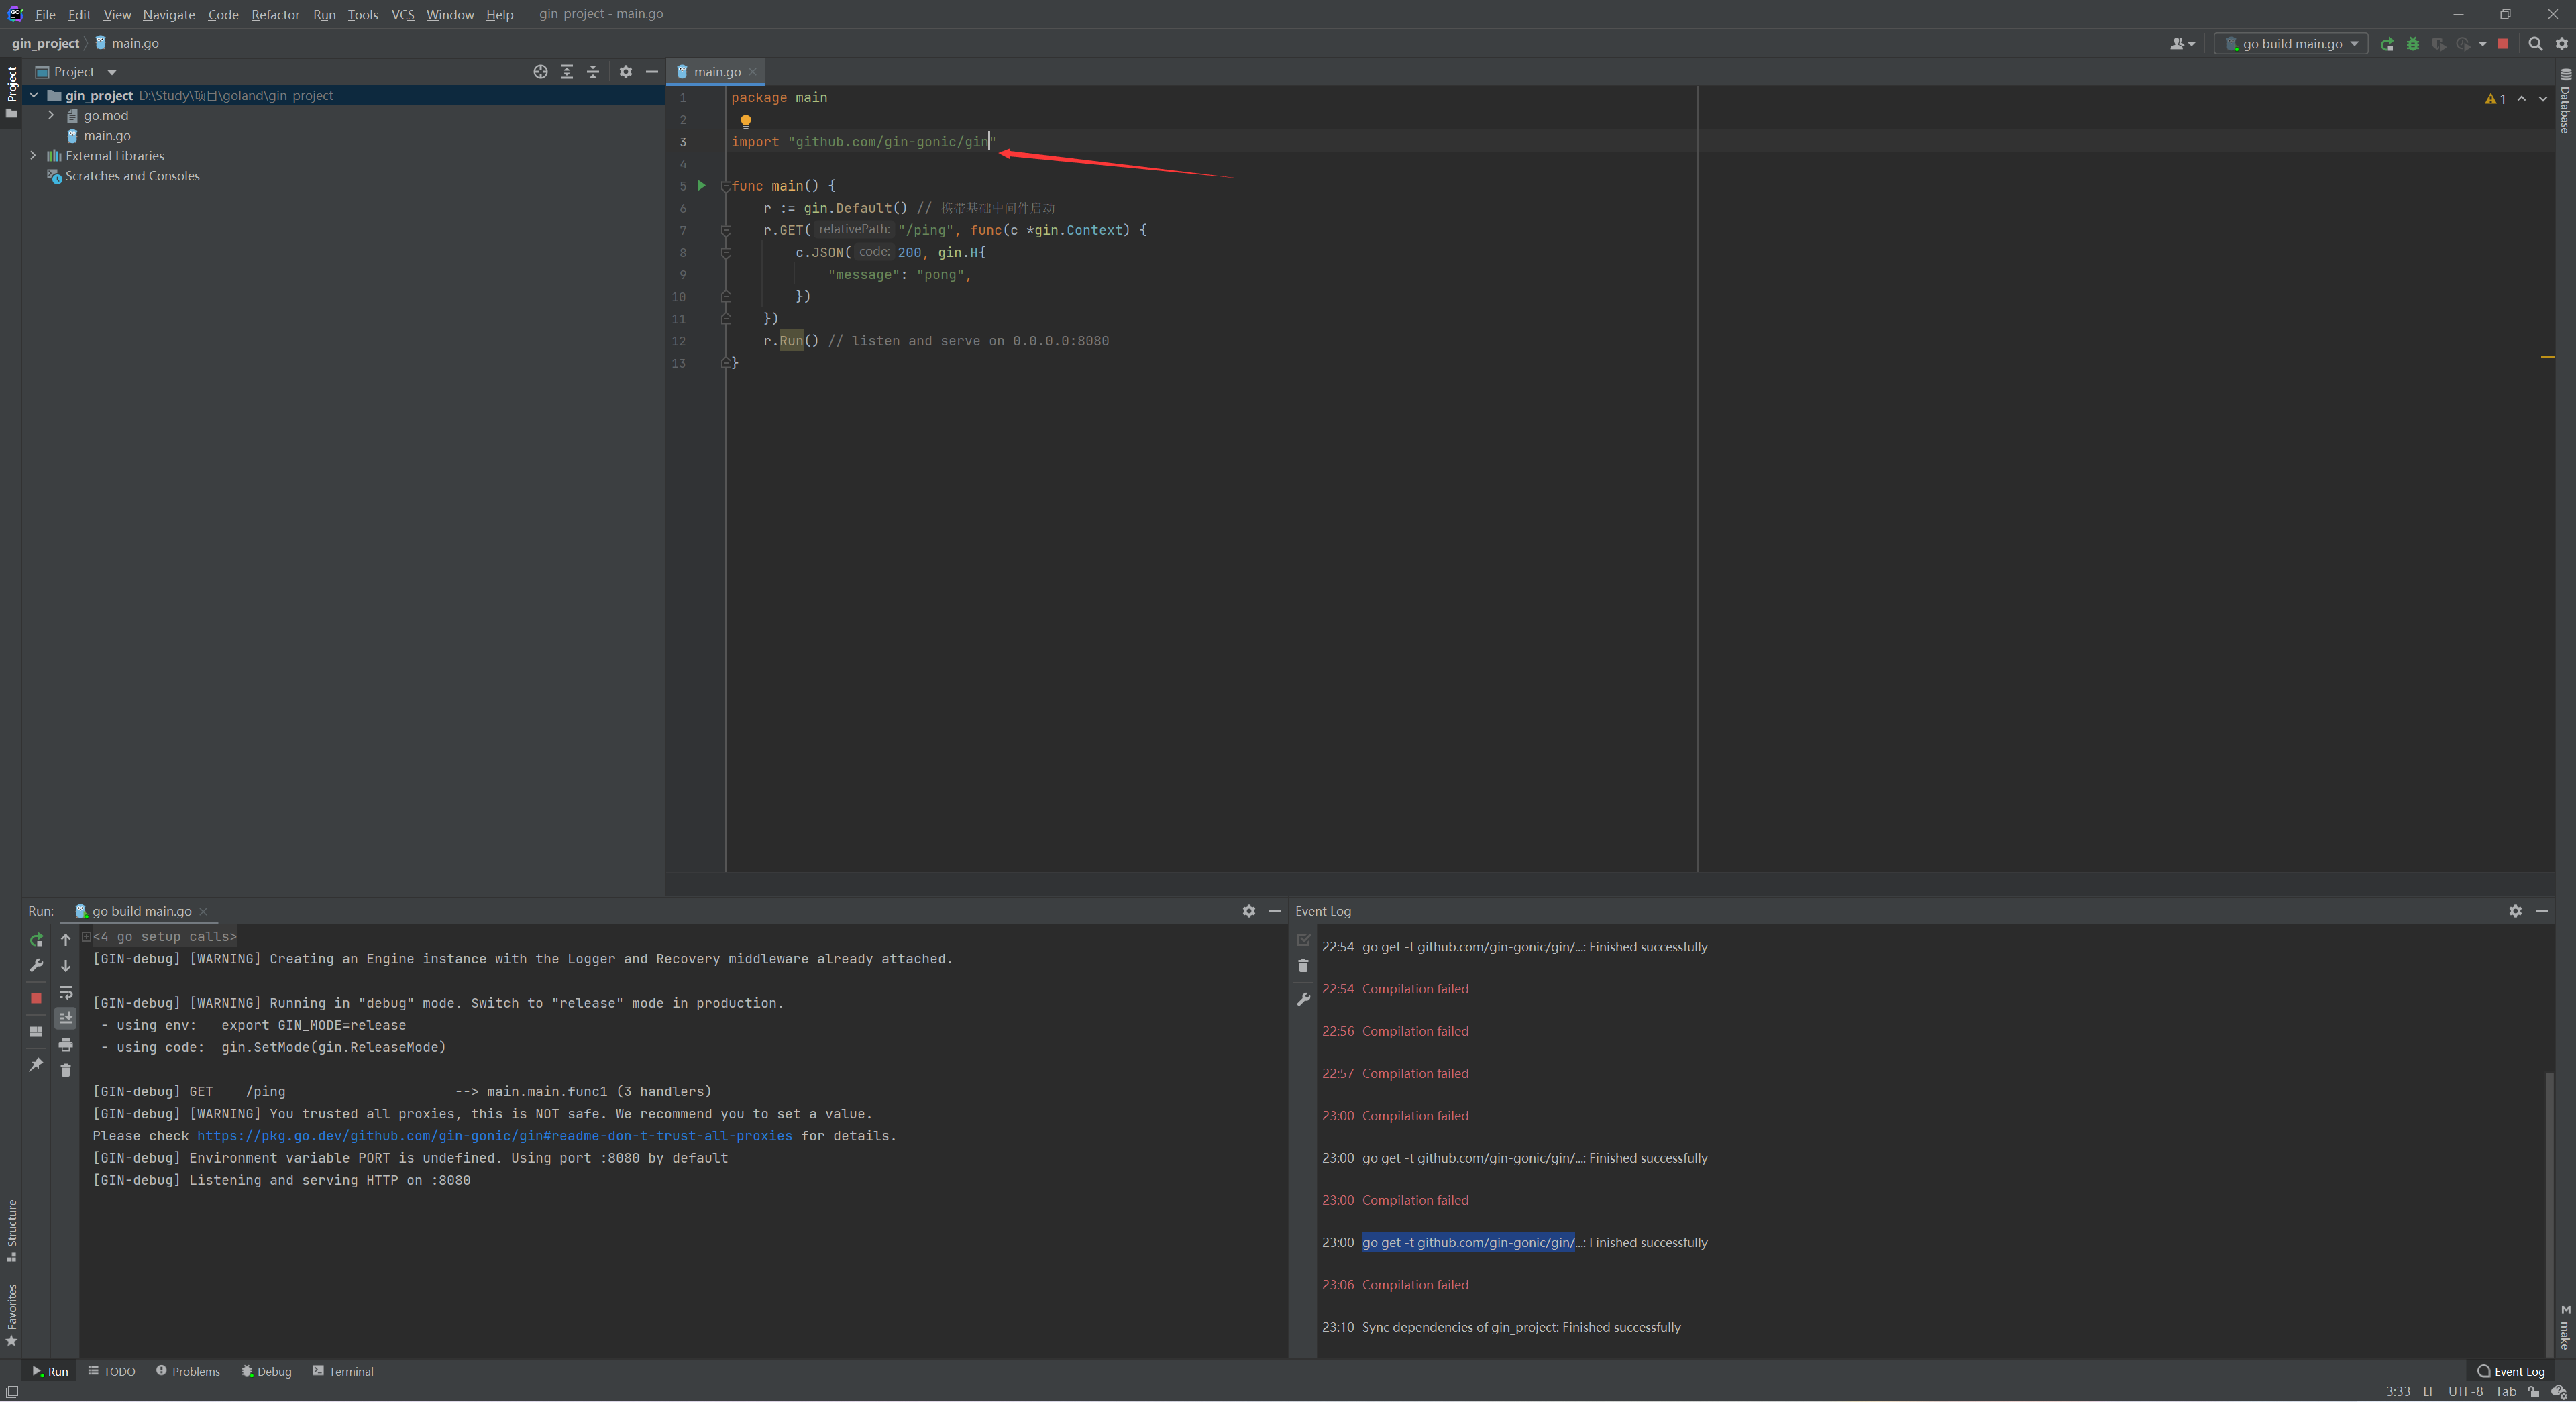 File Edit View Navigate Code Refactor Run Tools VCS Window Help gin_project - main.go
gin_project main.go go build main.go
Project
Project
gin_project D:\Study\项目\goland\gin_project
go.mod
main.go
External Libraries
Scratches and Consoles
main.go
1 package main
2
3 import "github.com/gin-gonic/gin"
4
5 func main() {
6 r := gin.Default() // 携带基础中间件启动
7 r.GET( relativePath: "/ping", func(c *gin.Context) {
8 c.JSON( code: 200, gin.H{
9 "message": "pong",
10 })
11 })
12 r.Run() // listen and serve on 0.0.0.0:8080
13 }
1
Database
Run: go build main.go
<4 go setup calls>
[GIN-debug] [WARNING] Creating an Engine instance with the Logger and Recovery middleware already attached.
[GIN-debug] [WARNING] Running in "debug" mode. Switch to "release" mode in production.
- using env: export GIN_MODE=release
- using code: gin.SetMode(gin.ReleaseMode)
[GIN-debug] GET /ping --> main.main.func1 (3 handlers)
[GIN-debug] [WARNING] You trusted all proxies, this is NOT safe. We recommend you to set a value.
Please check https://pkg.go.dev/github.com/gin-gonic/gin#readme-don-t-trust-all-proxies for details.
[GIN-debug] Environment variable PORT is undefined. Using port :8080 by default
[GIN-debug] Listening and serving HTTP on :8080
Event Log
22:54 go get -t github.com/gin-gonic/gin/...: Finished successfully
22:54 Compilation failed
22:56 Compilation failed
22:57 Compilation failed
23:00 Compilation failed
23:00 go get -t github.com/gin-gonic/gin/...: Finished successfully
23:00 Compilation failed
23:00 go get -t github.com/gin-gonic/gin/...: Finished successfully
23:06 Compilation failed
23:10 Sync dependencies of gin_project: Finished successfully
Structure
Favorites
M make
Run TODO Problems Debug Terminal Event Log
3:33 LF UTF-8 Tab